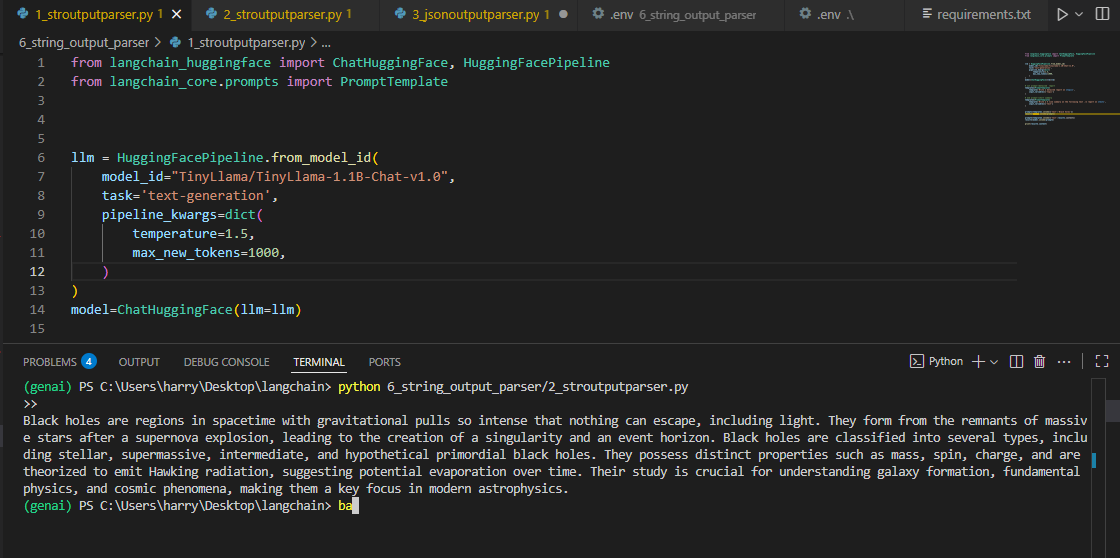 1_stroutputparser.py 1 2_stroutputparser.py 1 3_jsonoutputparser.py 1 .env 6_string_output_parser .env .\ requirements.txt
6_string_output_parser > 1_stroutputparser.py > ...
1 from langchain_huggingface import ChatHuggingFace, HuggingFacePipeline
2 from langchain_core.prompts import PromptTemplate
3
4
5
6 llm = HuggingFacePipeline.from_model_id(
7 model_id="TinyLlama/TinyLlama-1.1B-Chat-v1.0",
8 task='text-generation',
9 pipeline_kwargs=dict(
10 temperature=1.5,
11 max_new_tokens=1000,
12 )
13 )
14 model=ChatHuggingFace(llm=llm)
15
PROBLEMS 4 OUTPUT DEBUG CONSOLE TERMINAL PORTS Python
(genai) PS C:\Users\harry\Desktop\langchain> python 6_string_output_parser/2_stroutputparser.py
>>
Black holes are regions in spacetime with gravitational pulls so intense that nothing can escape, including light. They form from the remnants of massiv
e stars after a supernova explosion, leading to the creation of a singularity and an event horizon. Black holes are classified into several types, inclu
ding stellar, supermassive, intermediate, and hypothetical primordial black holes. They possess distinct properties such as mass, spin, charge, and are
theorized to emit Hawking radiation, suggesting potential evaporation over time. Their study is crucial for understanding galaxy formation, fundamental
physics, and cosmic phenomena, making them a key focus in modern astrophysics.
(genai) PS C:\Users\harry\Desktop\langchain> ba